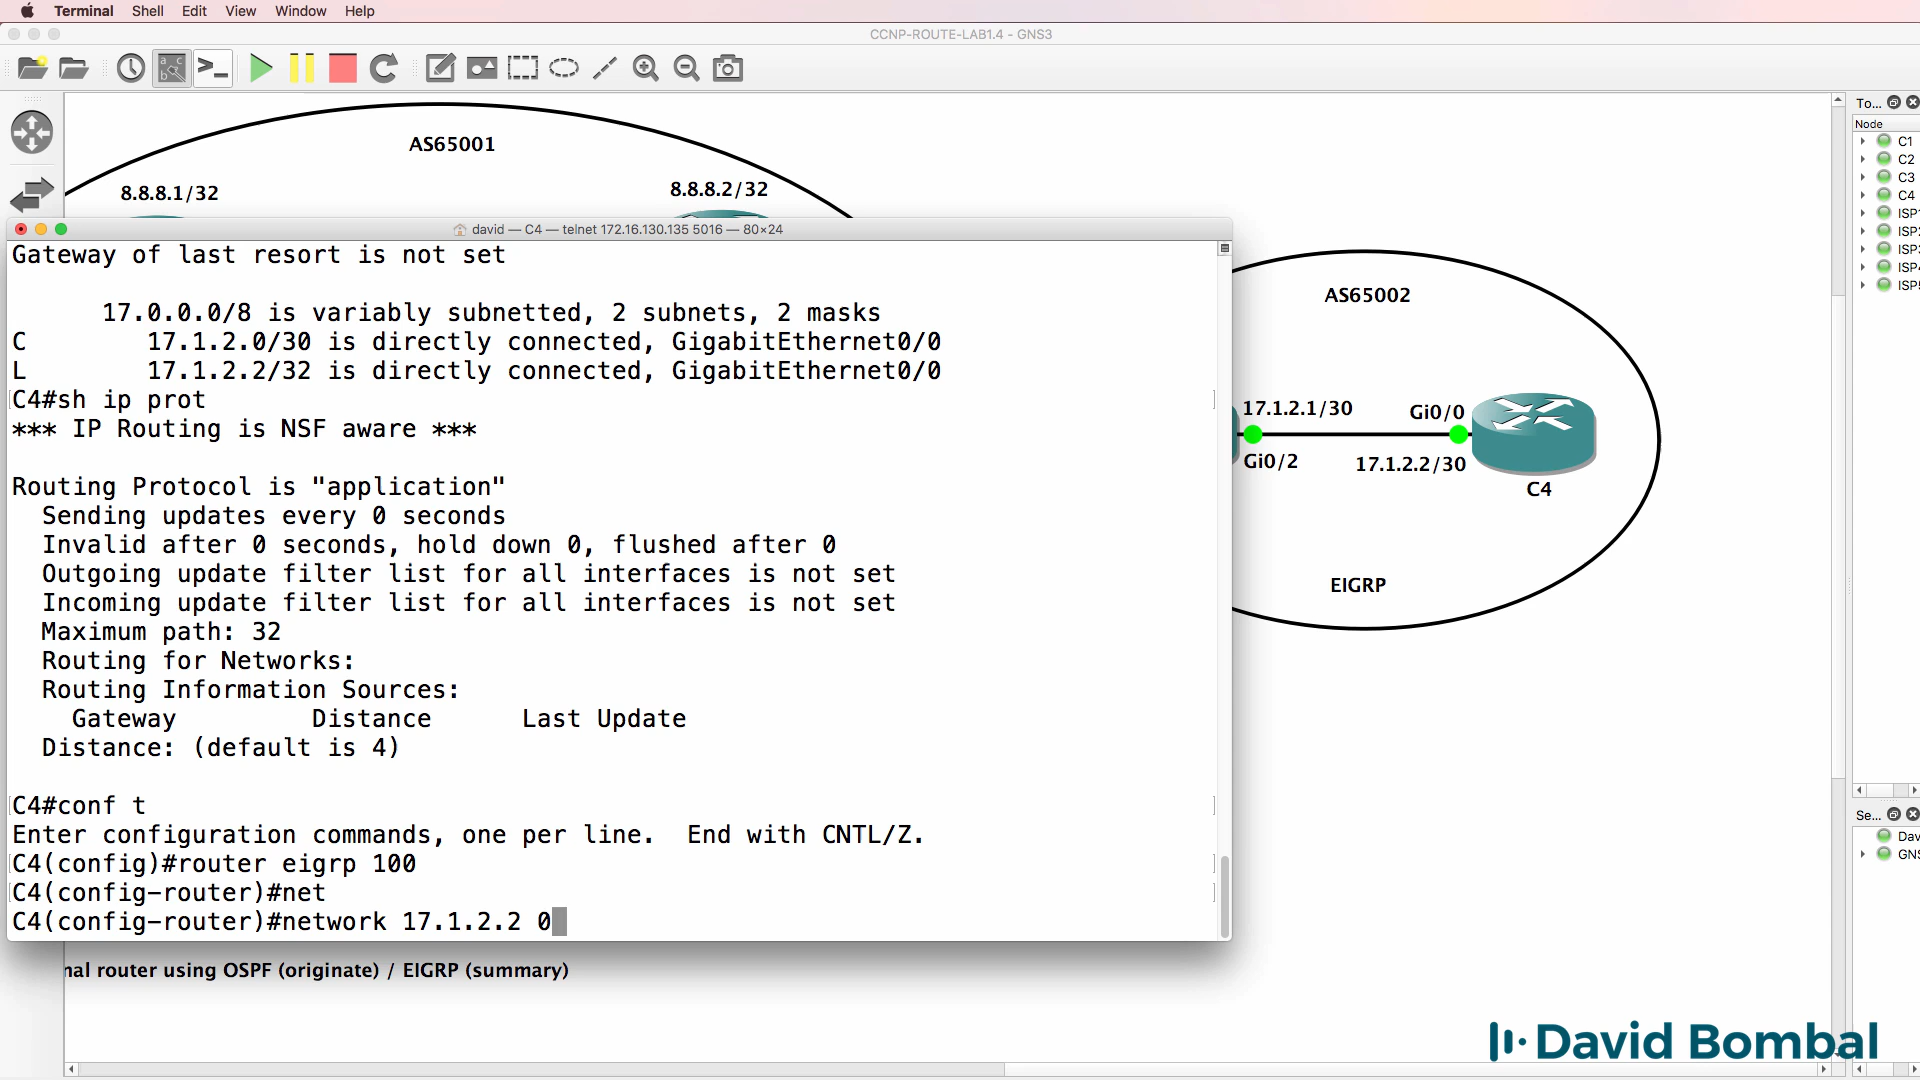 Terminal Shell Edit View Window Help
CCNP-ROUTE-LAB1.4 - GNS3
To...
Node
C1
C2
C3
C4
ISP1
ISP2
ISP3
ISP4
ISP5
AS65001
8.8.8.1/32
8.8.8.2/32
david — C4 — telnet 172.16.130.135 5016 — 80×24
Gateway of last resort is not set
17.0.0.0/8 is variably subnetted, 2 subnets, 2 masks
C 17.1.2.0/30 is directly connected, GigabitEthernet0/0
L 17.1.2.2/32 is directly connected, GigabitEthernet0/0
C4#sh ip prot
*** IP Routing is NSF aware ***
Routing Protocol is "application"
Sending updates every 0 seconds
Invalid after 0 seconds, hold down 0, flushed after 0
Outgoing update filter list for all interfaces is not set
Incoming update filter list for all interfaces is not set
Maximum path: 32
Routing for Networks:
Routing Information Sources:
Gateway Distance Last Update
Distance: (default is 4)
C4#conf t
Enter configuration commands, one per line. End with CNTL/Z.
C4(config)#router eigrp 100
C4(config-router)#net
C4(config-router)#network 17.1.2.2 0
AS65002
17.1.2.1/30
Gi0/0
Gi0/2
17.1.2.2/30
C4
EIGRP
Se...
Dav
GNS
nal router using OSPF (originate) / EIGRP (summary)
David Bombal